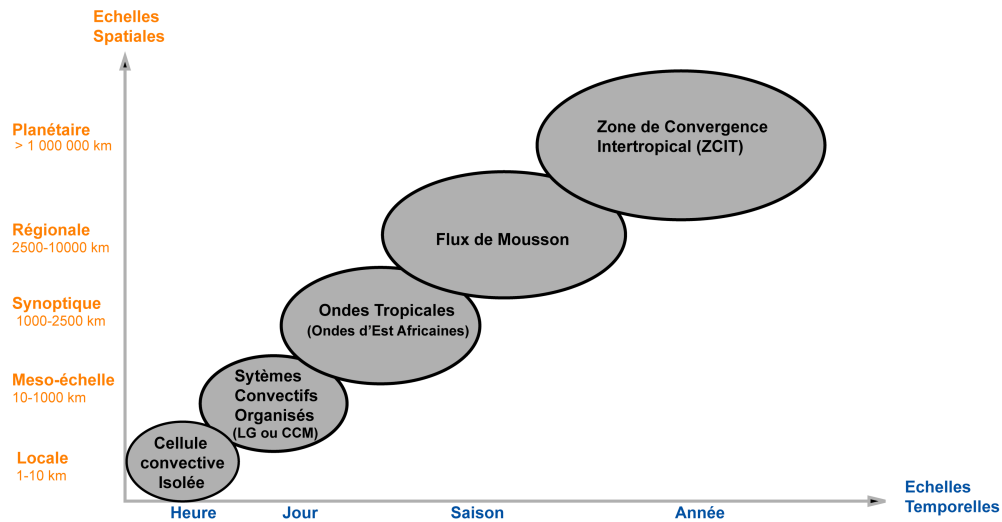 Echelles
Spatiales
Planétaire
> 1 000 000 km
Zone de Convergence
Intertropical (ZCIT)
Régionale
2500-10000 km
Flux de Mousson
Synoptique
1000-2500 km
Ondes Tropicales
(Ondes d'Est Africaines)
Meso-échelle
10-1000 km
Sytèmes
Convectifs
Organisés
(LG ou CCM)
Locale
1-10 km
Cellule
convective
Isolée
Heure
Jour
Saison
Année
Echelles
Temporelles